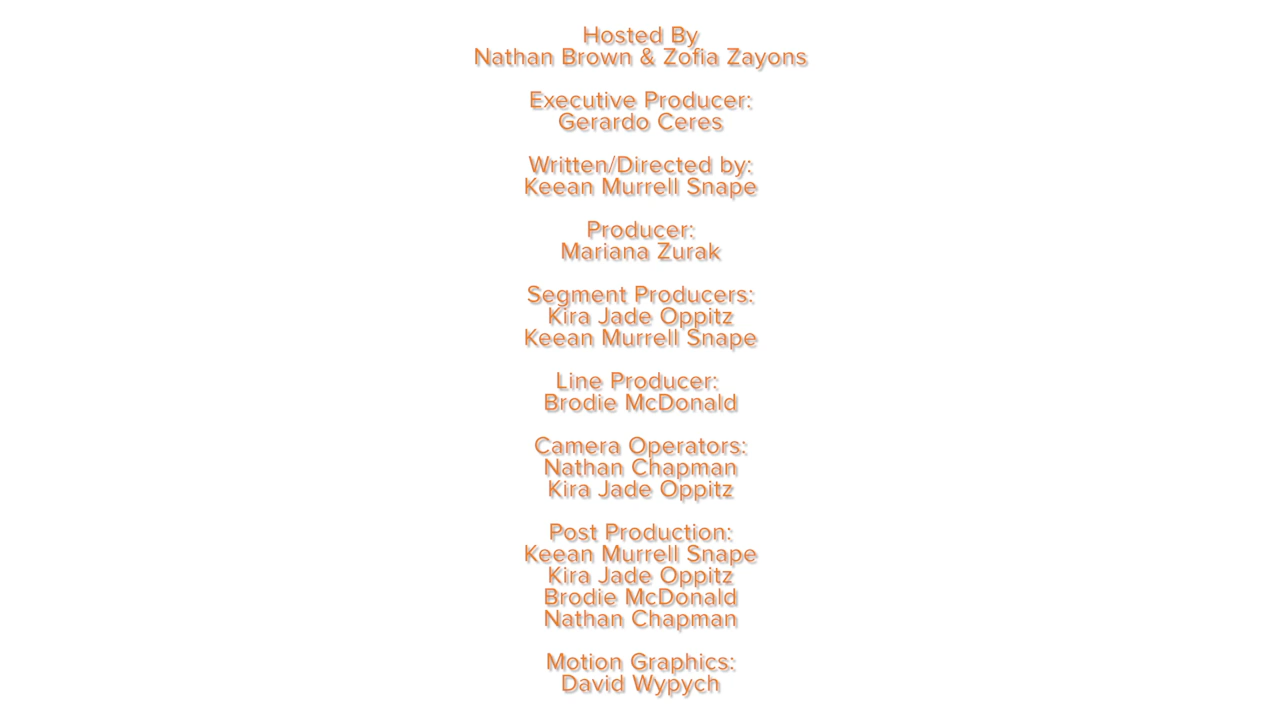 Hosted By
Nathan Brown & Zofia Zayons
Executive Producer:
Gerardo Ceres
Written/Directed by:
Keean Murrell Snape
Producer:
Mariana Zurak
Segment Producers:
Kira Jade Oppitz
Keean Murrell Snape
Line Producer:
Brodie McDonald
Camera Operators:
Nathan Chapman
Kira Jade Oppitz
Post Production:
Keean Murrell Snape
Kira Jade Oppitz
Brodie McDonald
Nathan Chapman
Motion Graphics:
David Wypych